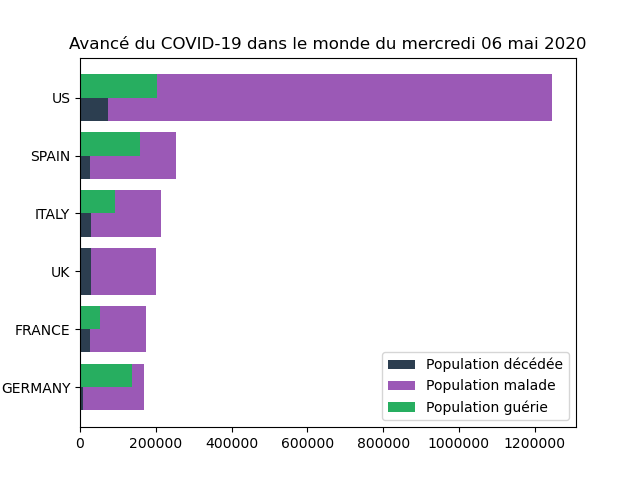 Avancé du COVID-19 dans le monde du mercredi 06 mai 2020
US
SPAIN
ITALY
UK
FRANCE
GERMANY
Population décédée
Population malade
Population guérie
0 200000 400000 600000 800000 1000000 1200000